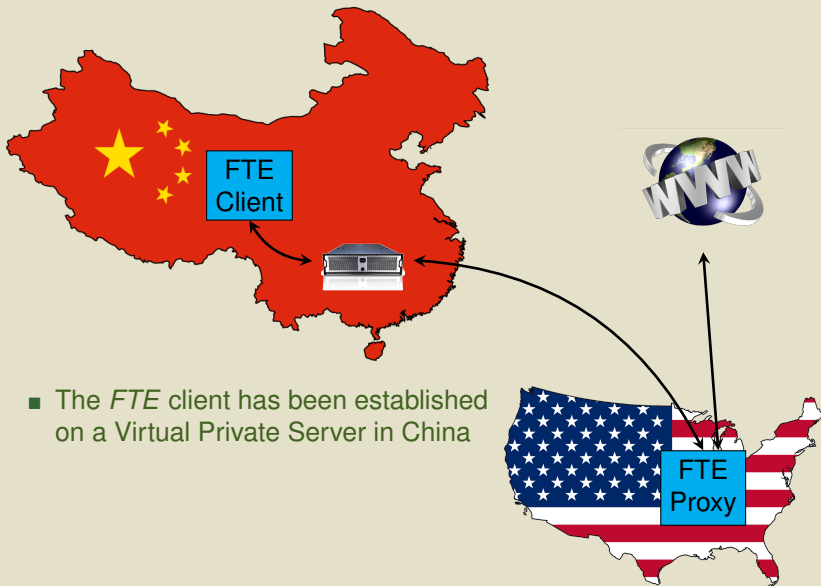 FTE
Client
WWW
■ The FTE client has been established
on a Virtual Private Server in China
FTE
Proxy